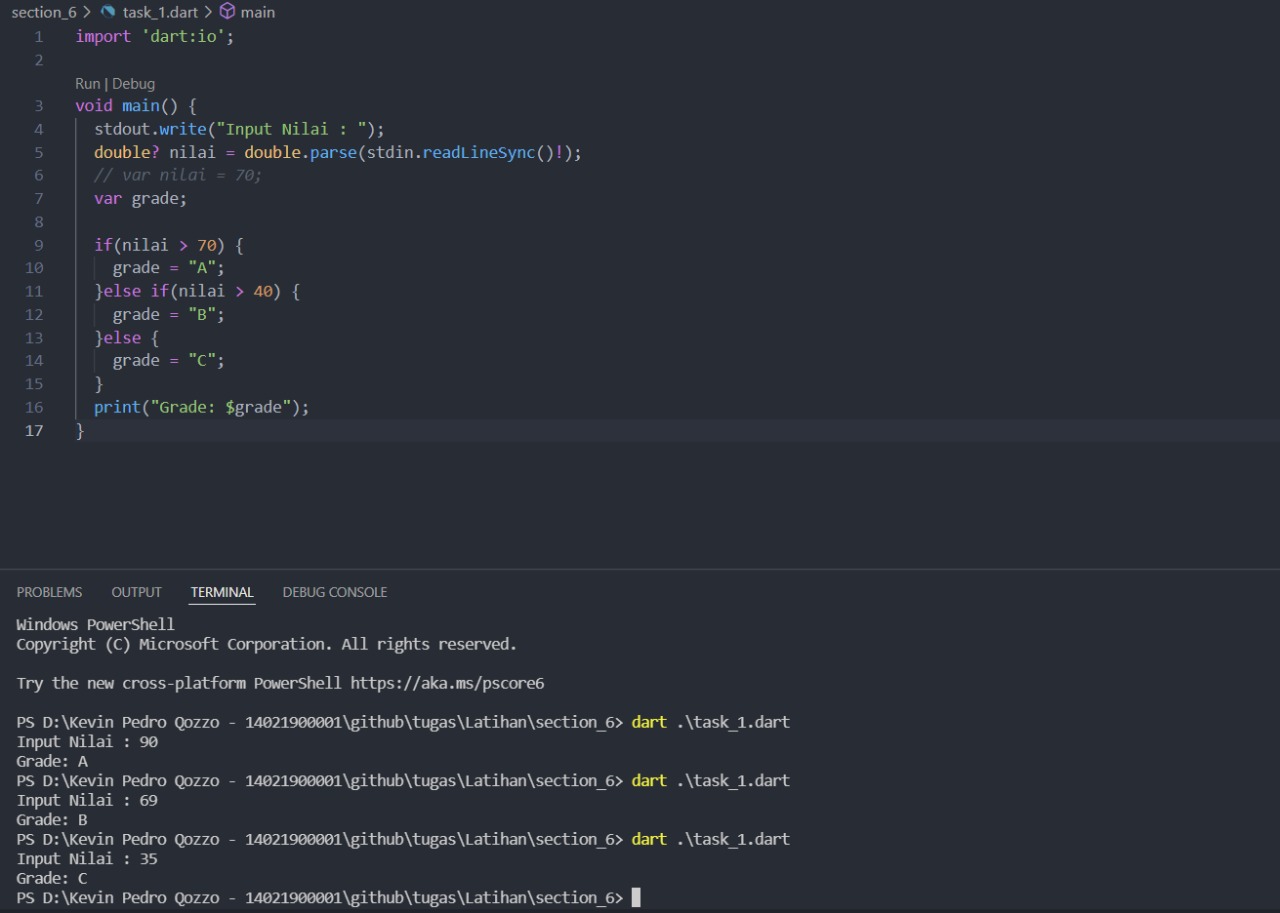 section_6 > task_1.dart > main
1 import 'dart:io';
2
Run | Debug
3 void main() {
4 stdout.write("Input Nilai : ");
5 double? nilai = double.parse(stdin.readLineSync()!);
6 // var nilai = 70;
7 var grade;
8
9 if(nilai > 70) {
10 grade = "A";
11 }else if(nilai > 40) {
12 grade = "B";
13 }else {
14 grade = "C";
15 }
16 print("Grade: $grade");
17 }
PROBLEMS OUTPUT TERMINAL DEBUG CONSOLE
Windows PowerShell
Copyright (C) Microsoft Corporation. All rights reserved.
Try the new cross-platform PowerShell https://aka.ms/pscore6
PS D:\Kevin Pedro Qozzo - 14021900001\github\tugas\Latihan\section_6> dart .\task_1.dart
Input Nilai : 90
Grade: A
PS D:\Kevin Pedro Qozzo - 14021900001\github\tugas\Latihan\section_6> dart .\task_1.dart
Input Nilai : 69
Grade: B
PS D:\Kevin Pedro Qozzo - 14021900001\github\tugas\Latihan\section_6> dart .\task_1.dart
Input Nilai : 35
Grade: C
PS D:\Kevin Pedro Qozzo - 14021900001\github\tugas\Latihan\section_6>